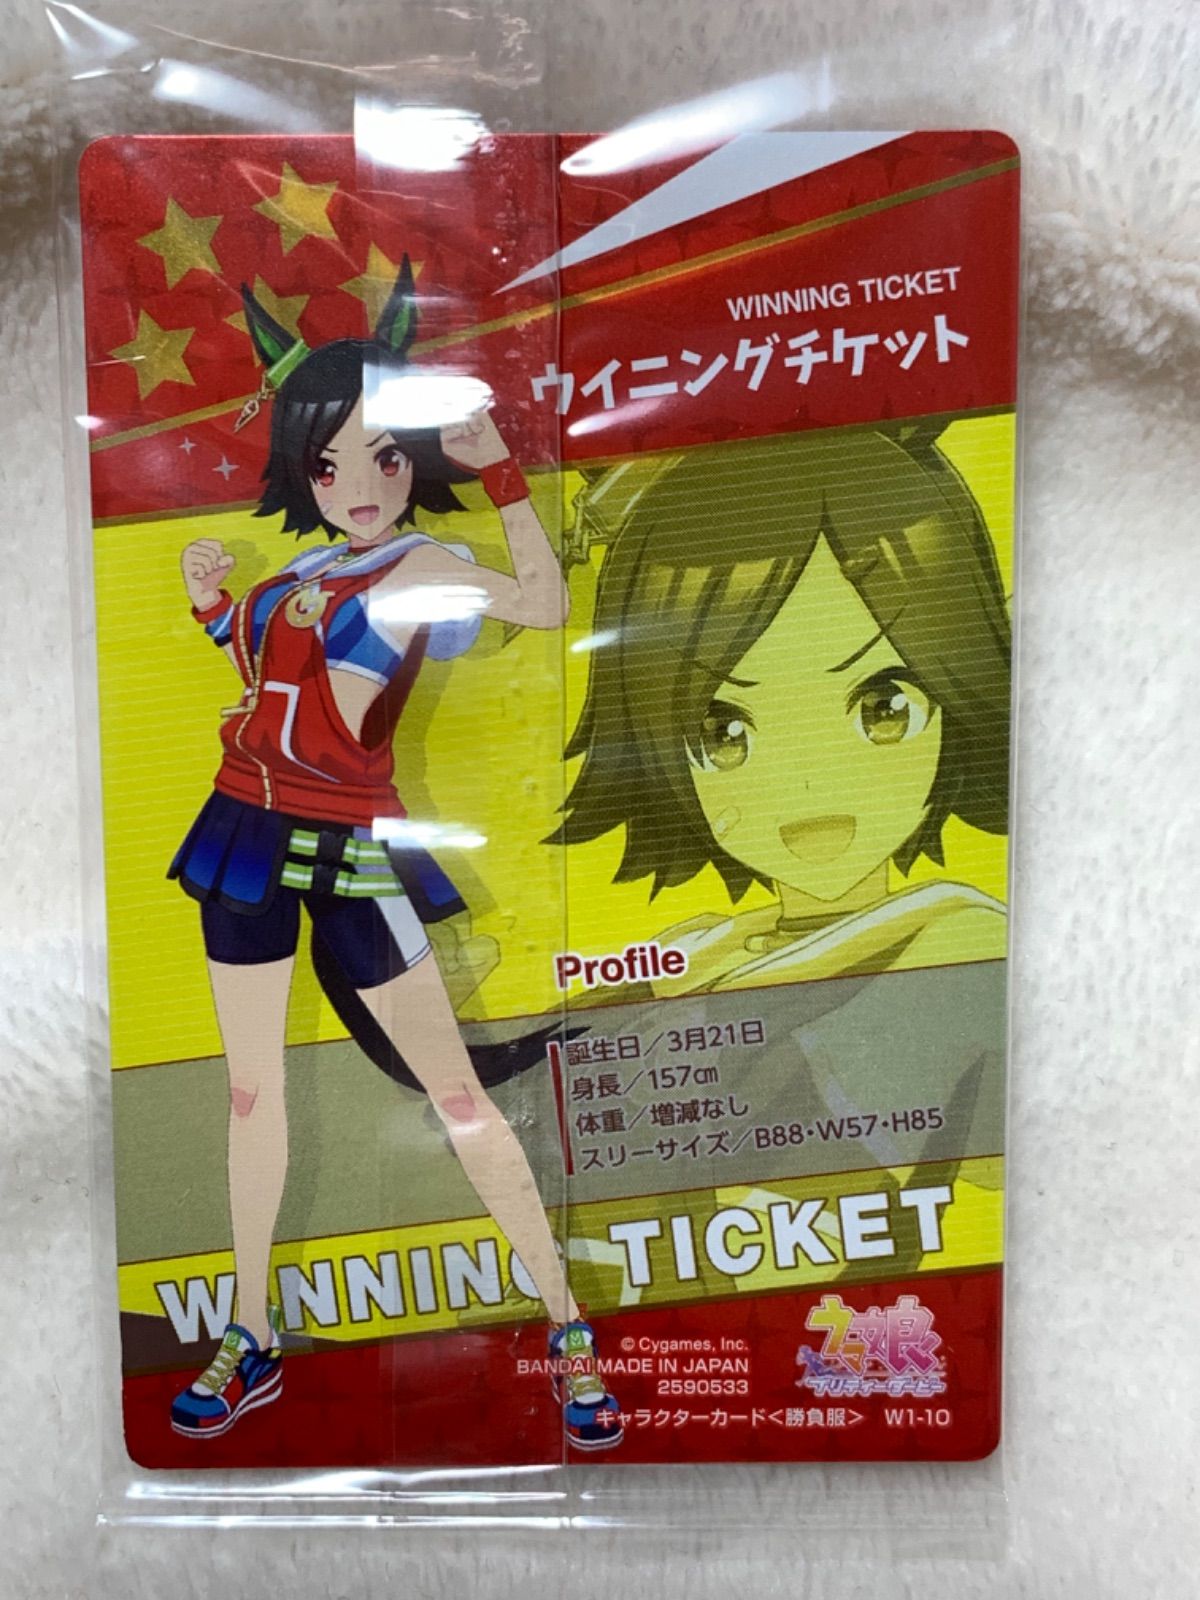 WINNING TICKET
ウイニングチケット
Profile
誕生日／3月21日
身長／157㎝
体重／増減なし
スリーサイズ／B88・W57・H85
WINNING TICKET
© Cygames, Inc.
BANDAI MADE IN JAPAN
2590533
キャラクターカード<勝負服> W1-10
ウマ娘
プリティーダービー